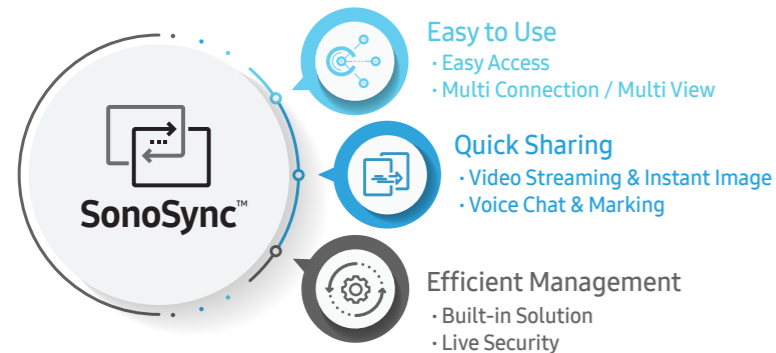 SonoSync™
Easy to Use
· Easy Access
· Multi Connection / Multi View
Quick Sharing
· Video Streaming & Instant Image
· Voice Chat & Marking
Efficient Management
· Built-in Solution
· Live Security